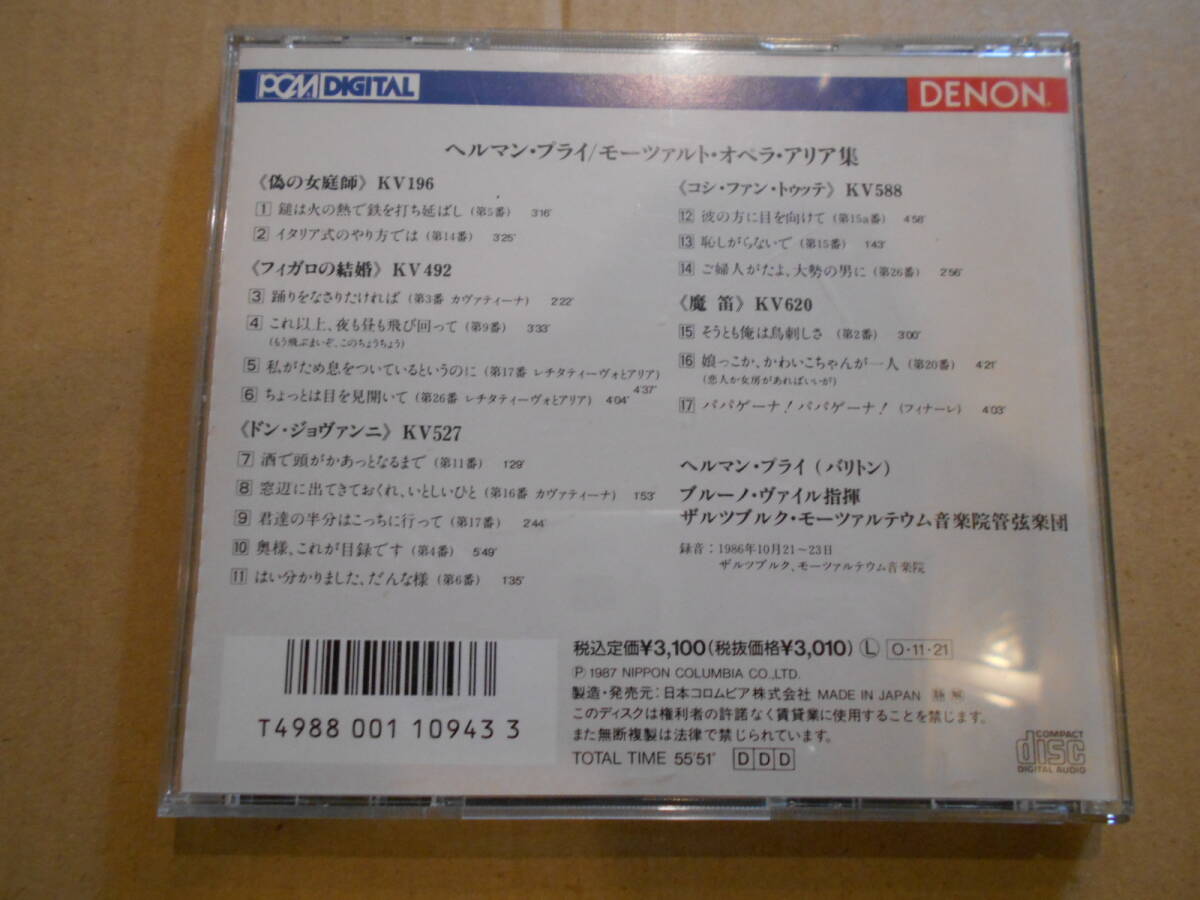 PCM DIGITAL
DENON
ヘルマン・プライ/モーツァルト・オペラ・アリア集
《偽の女庭師》KV196
1 鎚は火の熱で鉄を打ち延ばし(第5番) 3'16"
2 イタリア式のやり方では(第14番) 3'25"
《フィガロの結婚》KV492
3 踊りをなさりたければ(第3番 カヴァティーナ) 2'22"
4 これ以上、夜も昼も飛び回って(第9番) 3'33"
(もう飛ぶまいぞ、このちょうちょう)
5 私がため息をついているというのに(第17番 レチタティーヴォとアリア)
4'37"
6 ちょっとは目を見開いて(第26番 レチタティーヴォとアリア) 4'04"
《ドン・ジョヴァンニ》KV527
7 酒で頭がかあっとなるまで(第11番) 1'29"
8 窓辺に出てきておくれ、いとしいひと(第16番 カヴァティーナ) 1'53"
9 君達の半分はこっちに行って(第17番) 2'44"
10 奥様、これが目録です(第4番) 5'49"
11 はい分かりました、だんな様(第6番) 1'35"
《コシ・ファン・トゥッテ》KV588
12 彼の方に目を向けて(第15a番) 4'58"
13 恥しがらないで(第15番) 1'43"
14 ご婦人がたよ、大勢の男に(第26番) 2'56"
《魔 笛》KV620
15 そうとも俺は鳥刺しさ(第2番) 3'00"
16 娘っこか、かわいこちゃんが一人(第20番) 4'21"
(恋人か女房があればいいが)
17 パパゲーナ!パパゲーナ!(フィナーレ) 4'03"
ヘルマン・プライ(バリトン)
ブルーノ・ヴァイル指揮
ザルツブルク・モーツァルテウム音楽院管弦楽団
録音:1986年10月21~23日
ザルツブルク、モーツァルテウム音楽院
税込定価¥3,100(税抜価格¥3,010) Ⓛ O・11・21
Ⓟ 1987 NIPPON COLUMBIA CO.,LTD.
製造・発売元:日本コロムビア株式会社 MADE IN JAPAN
このディスクは権利者の許諾なく賃貸業に使用することを禁じます。
また無断複製は法律で禁じられています。
TOTAL TIME 55'51" D D D
T4988 001 10943 3
COMPACT
disc
DIGITAL AUDIO